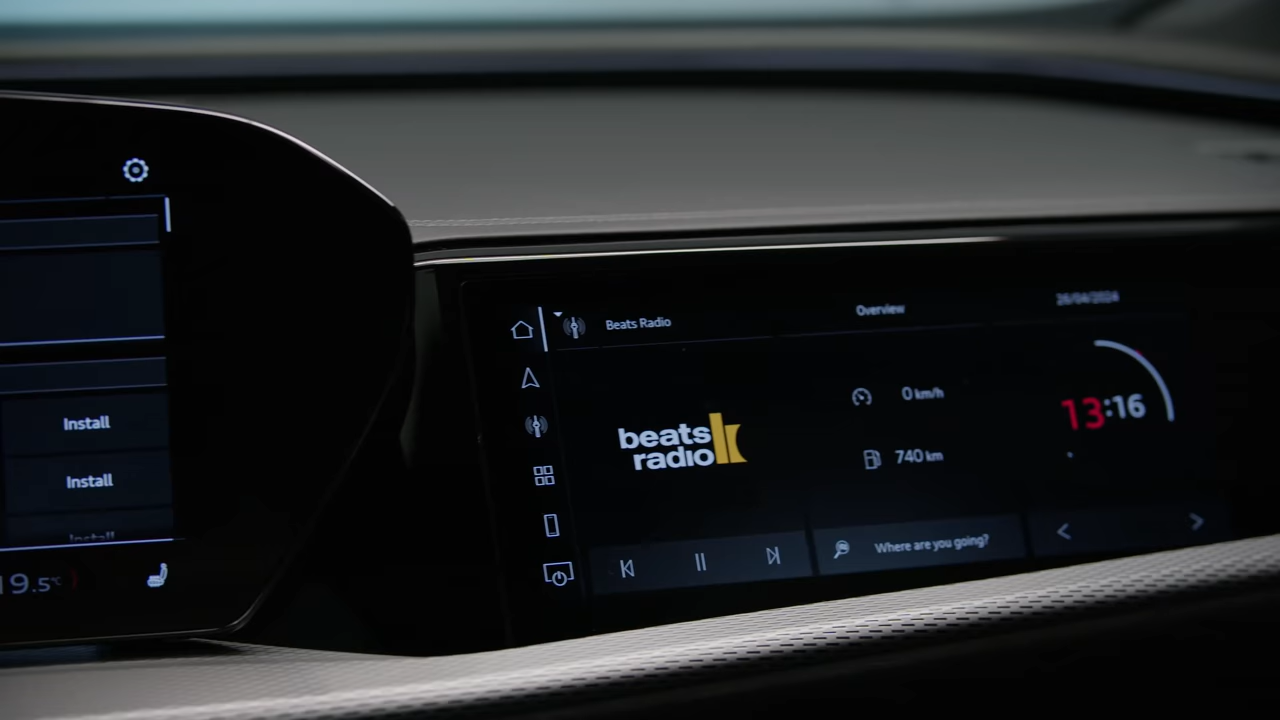 Install
Install
Install
19.5°C
Beats Radio
Overview
26/04/2024
beats
radio
0 km/h
740 km
13:16
Where are you going?